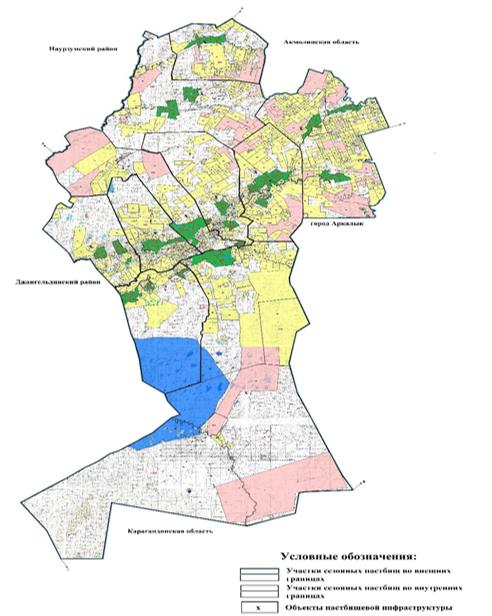 Наурзумский район
Акмолинская область
город Аркалык
Джангельдинский район
Карагандинская область
Условные обозначения:
Участки сезонных пастбищ во внешних
границах
Участки сезонных пастбищ во внутренних
границах
х
Объекты пастбищевой инфраструктуры